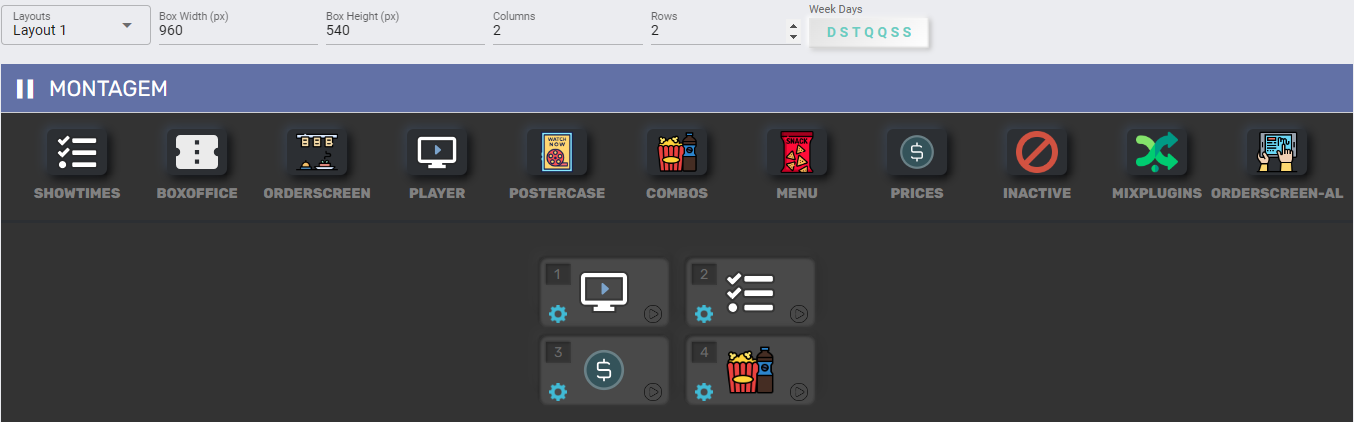 Layouts
Layout 1
Box Width (px)
960
Box Height (px)
540
Columns
2
Rows
2
Week Days
D S T Q Q S S
MONTAGEM
SHOWTIMES
BOXOFFICE
ORDERSCREEN
PLAYER
WATCH NOW
POSTERCASE
COMBOS
SNACK
MENU
$
PRICES
INACTIVE
MIXPLUGINS
ORDERSCREEN-AL
1
2
3
$
4